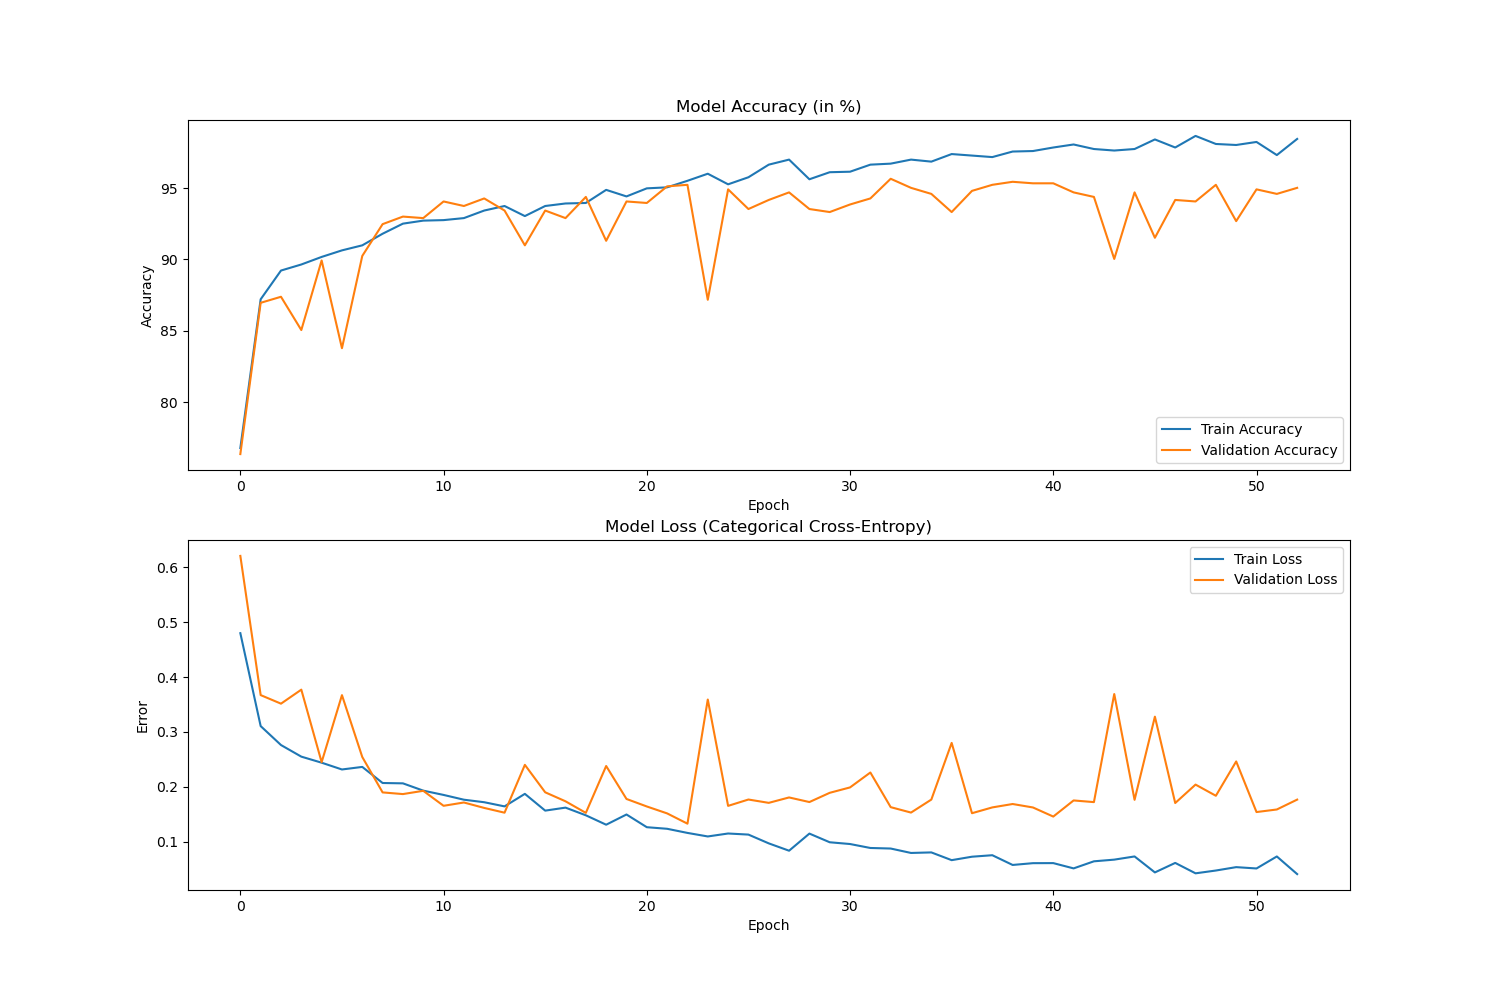 Model Accuracy (in %)
Accuracy
95
90
85
80
Train Accuracy
Validation Accuracy
0 10 20 30 40 50
Epoch
Model Loss (Categorical Cross-Entropy)
Error
0.6
0.5
0.4
0.3
0.2
0.1
Train Loss
Validation Loss
0 10 20 30 40 50
Epoch